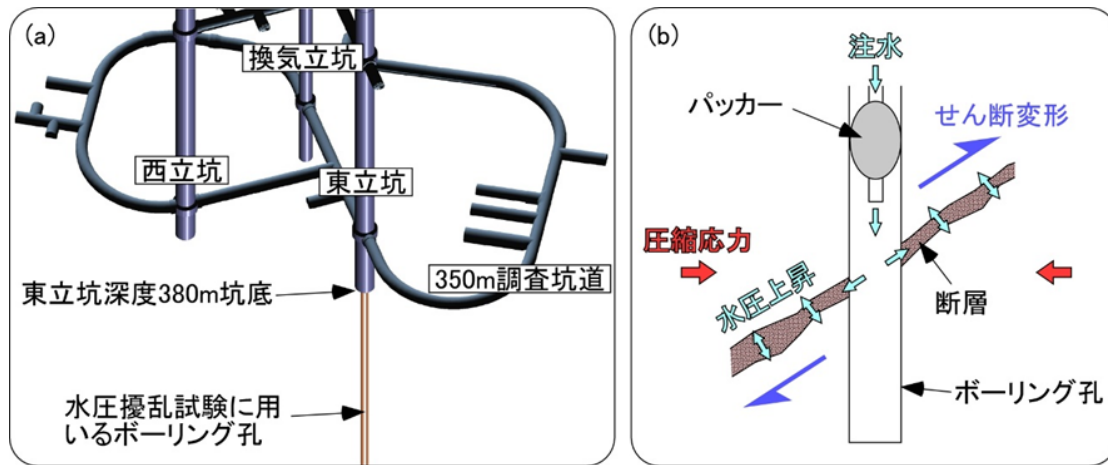 (a)
換気立坑
西立坑
東立坑
350m調査坑道
東立坑深度380m坑底
水圧擾乱試験に用
いるボーリング孔
(b)
注水
パッカー
せん断変形
圧縮応力
水圧上昇
断層
ボーリング孔